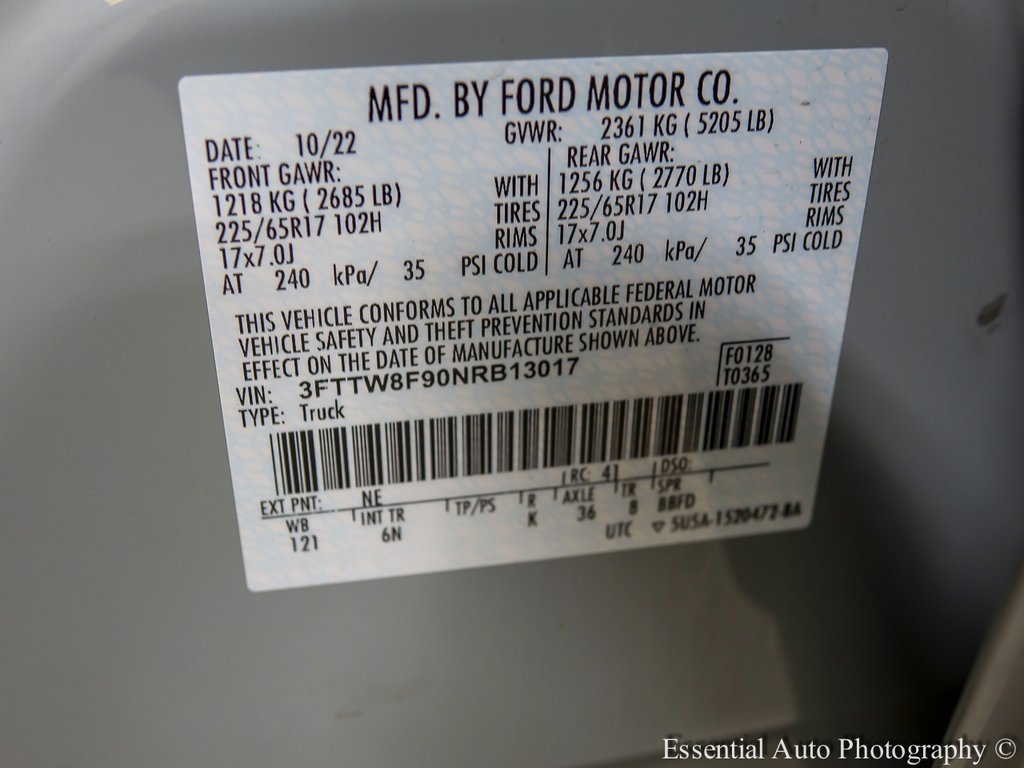 MFD. BY FORD MOTOR CO.
DATE: 10/22 GVWR: 2361 KG ( 5205 LB)
FRONT GAWR: REAR GAWR:
1218 KG ( 2685 LB) WITH 1256 KG ( 2770 LB) WITH
225/65R17 102H TIRES 225/65R17 102H TIRES
17x7.0J RIMS 17x7.0J RIMS
AT 240 kPa/ 35 PSI COLD AT 240 kPa/ 35 PSI COLD
THIS VEHICLE CONFORMS TO ALL APPLICABLE FEDERAL MOTOR
VEHICLE SAFETY AND THEFT PREVENTION STANDARDS IN
EFFECT ON THE DATE OF MANUFACTURE SHOWN ABOVE.
VIN: 3FTTW8F90NRB13017 F0128
TYPE: Truck T0365
EXT PNT: NE RC: 41 DSO:
WB INT TR TP/PS R AXLE TR SPR
121 6N K 36 8 BBFD
UTC 5U5A-1520472-BA
Essential Auto Photography ©